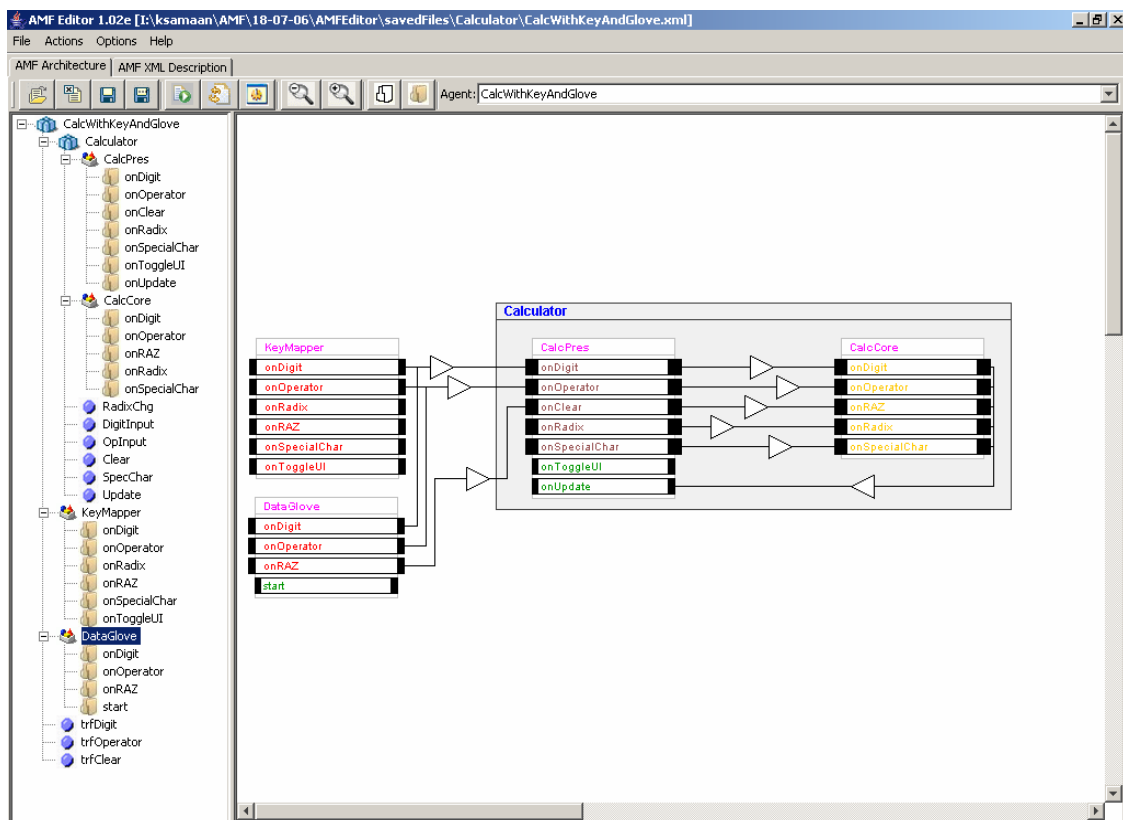 AMF Editor 1.02e [I:\ksamaan\AMF\18-07-06\AMFEditor\savedFiles\Calculator\CalcWithKeyAndGlove.xml]
File Actions Options Help
AMF Architecture AMF XML Description
Agent: CalcWithKeyAndGlove
CalcWithKeyAndGlove
Calculator
CalcPres
onDigit
onOperator
onClear
onRadix
onSpecialChar
onToggleUI
onUpdate
CalcCore
onDigit
onOperator
onRAZ
onRadix
onSpecialChar
RadixChg
DigitInput
OpInput
Clear
SpecChar
Update
KeyMapper
onDigit
onOperator
onRadix
onRAZ
onSpecialChar
onToggleUI
DataGlove
onDigit
onOperator
onRAZ
start
trfDigit
trfOperator
trfClear
KeyMapper
onDigit
onOperator
onRadix
onRAZ
onSpecialChar
onToggleUI
DataGlove
onDigit
onOperator
onRAZ
start
Calculator
CalcPres
onDigit
onOperator
onClear
onRadix
onSpecialChar
onToggleUI
onUpdate
CalcCore
onDigit
onOperator
onRAZ
onRadix
onSpecialChar